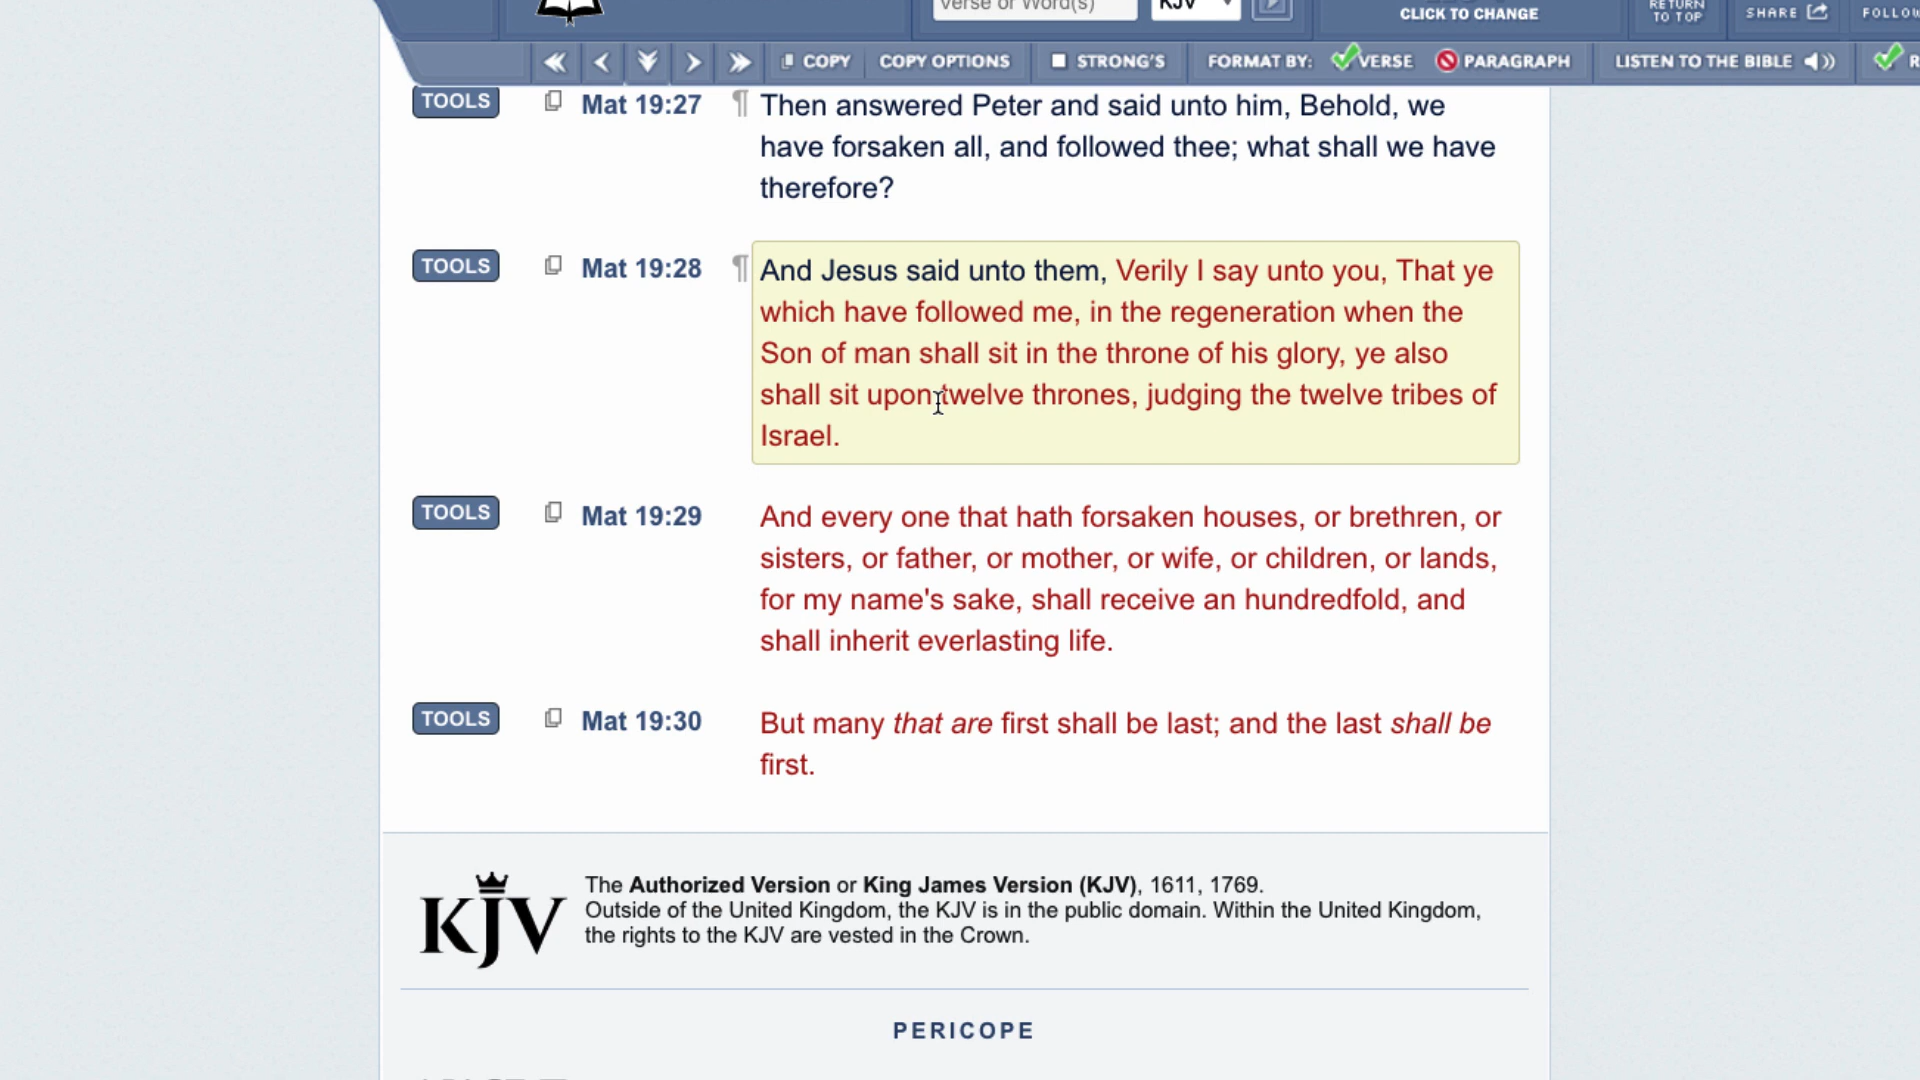 Verse or Word(s)
KJV
CLICK TO CHANGE
RETURN
TO TOP
SHARE
COPY
COPY OPTIONS
STRONG'S
FORMAT BY:
VERSE
PARAGRAPH
LISTEN TO THE BIBLE
TOOLS
Mat 19:27
¶ Then answered Peter and said unto him, Behold, we
have forsaken all, and followed thee; what shall we have
therefore?
TOOLS
Mat 19:28
¶ And Jesus said unto them, Verily I say unto you, That ye
which have followed me, in the regeneration when the
Son of man shall sit in the throne of his glory, ye also
shall sit upon twelve thrones, judging the twelve tribes of
Israel.
TOOLS
Mat 19:29
And every one that hath forsaken houses, or brethren, or
sisters, or father, or mother, or wife, or children, or lands,
for my name's sake, shall receive an hundredfold, and
shall inherit everlasting life.
TOOLS
Mat 19:30
But many that are first shall be last; and the last shall be
first.
KJV
The Authorized Version or King James Version (KJV), 1611, 1769.
Outside of the United Kingdom, the KJV is in the public domain. Within the United Kingdom,
the rights to the KJV are vested in the Crown.
PERICOPE